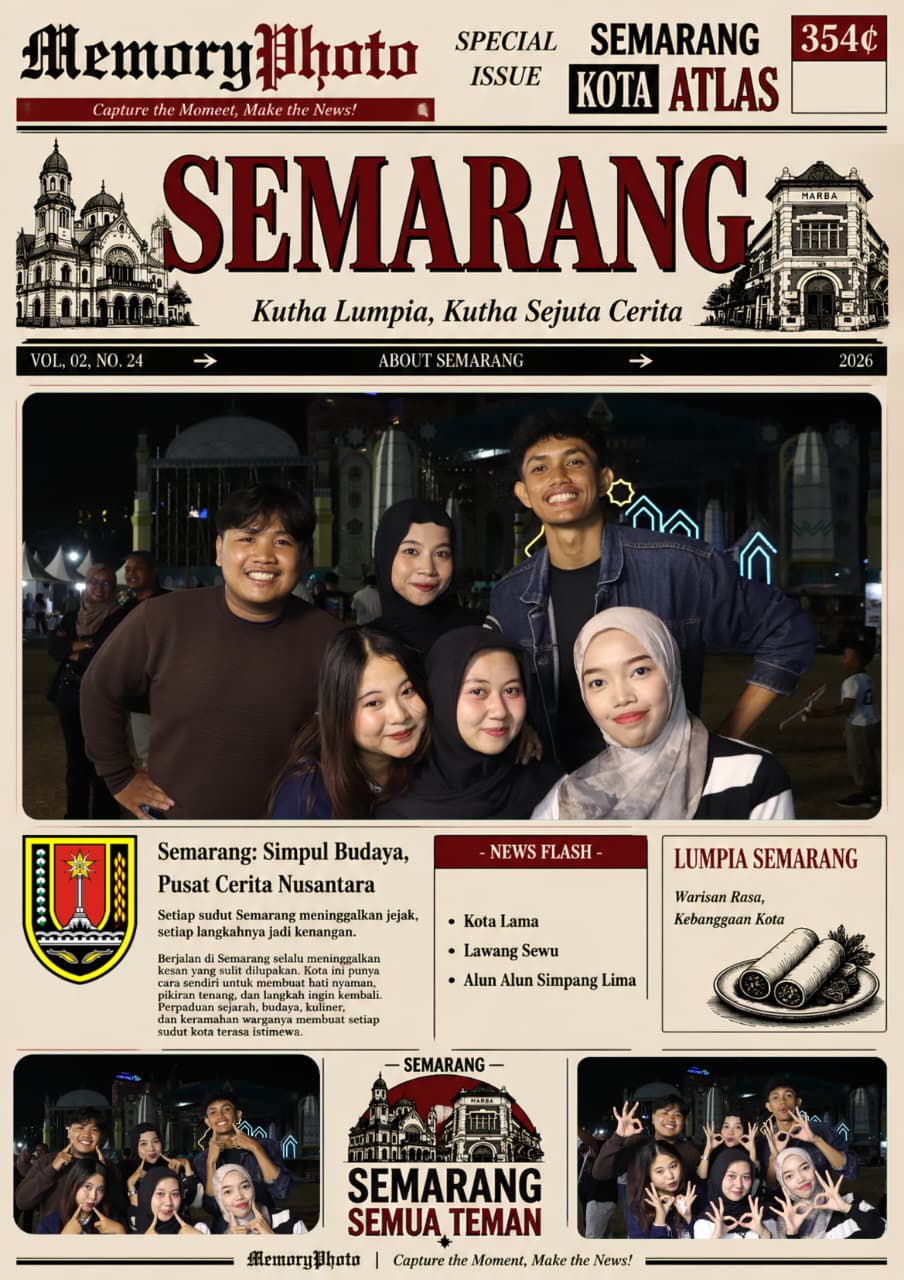 MemoryPhoto
Capture the Momeet, Make the News!
SPECIAL
ISSUE
SEMARANG
KOTA ATLAS
354¢
SEMARANG
MARBA
Kutha Lumpia, Kutha Sejuta Cerita
VOL, 02, NO. 24
ABOUT SEMARANG
2026
Semarang: Simpul Budaya,
Pusat Cerita Nusantara
Setiap sudut Semarang meninggalkan jejak,
setiap langkahnya jadi kenangan.
Berjalan di Semarang selalu meninggalkan
kesan yang sulit dilupakan. Kota ini punya
cara sendiri untuk membuat hati nyaman,
pikiran tenang, dan langkah ingin kembali.
Perpaduan sejarah, budaya, kuliner,
dan keramahan warganya membuat setiap
sudut kota terasa istimewa.
- NEWS FLASH -
• Kota Lama
• Lawang Sewu
• Alun Alun Simpang Lima
LUMPIA SEMARANG
Warisan Rasa,
Kebanggaan Kota
— SEMARANG —
MARBA
SEMARANG
SEMUA TEMAN
MemoryPhoto | Capture the Moment, Make the News!